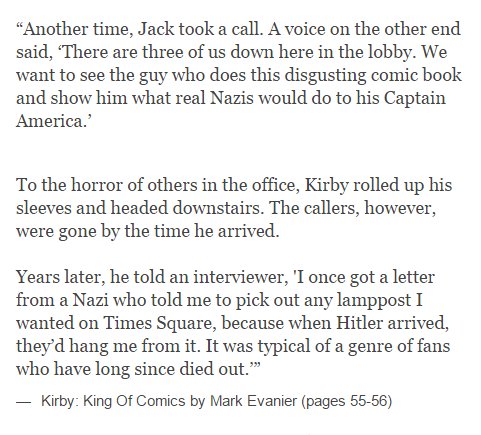 “Another time, Jack took a call. A voice on the other end
said, ‘There are three of us down here in the lobby. We
want to see the guy who does this disgusting comic book
and show him what real Nazis would do to his Captain
America.’
To the horror of others in the office, Kirby rolled up his
sleeves and headed downstairs. The callers, however,
were gone by the time he arrived.
Years later, he told an interviewer, 'I once got a letter
from a Nazi who told me to pick out any lamppost I
wanted on Times Square, because when Hitler arrived,
they’d hang me from it. It was typical of a genre of fans
who have long since died out.’”
— Kirby: King Of Comics by Mark Evanier (pages 55-56)